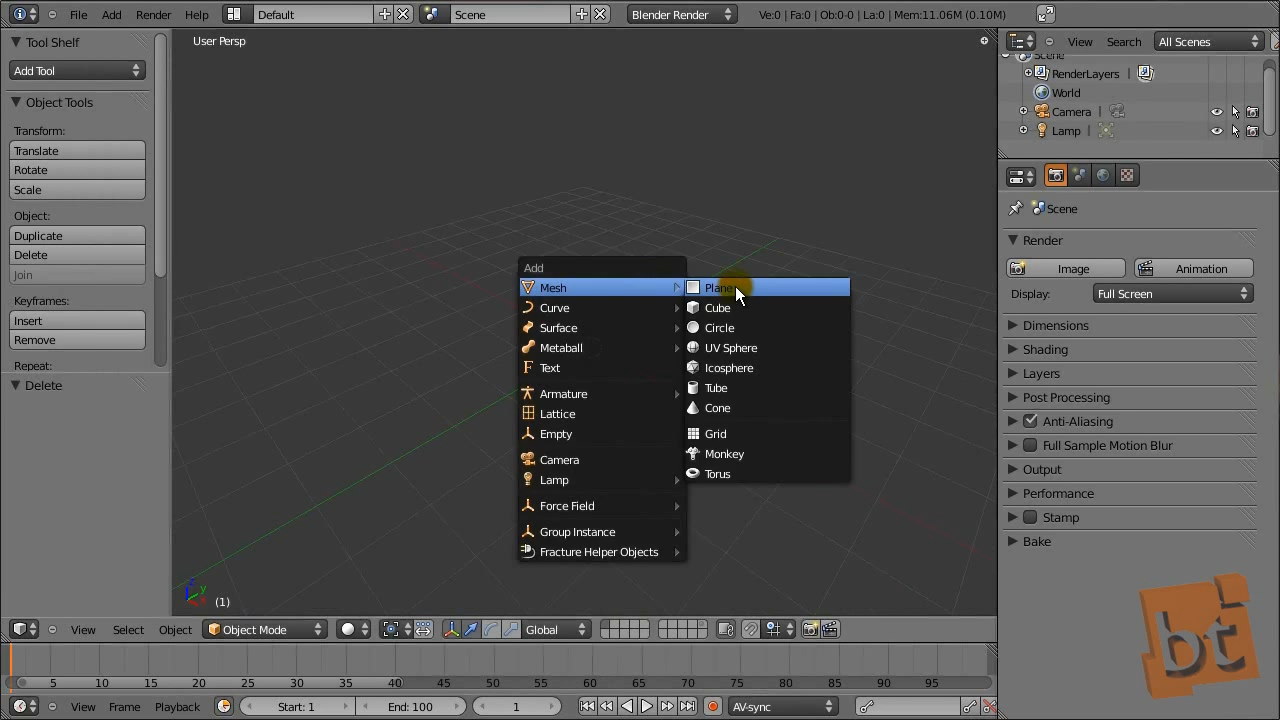 File Add Render Help Default Scene Blender Render Ve:0 | Fa:0 | Ob:0-0 | La:0 | Mem:11.06M (0.10M)
Tool Shelf
Add Tool
Object Tools
Transform:
Translate
Rotate
Scale
Object:
Duplicate
Delete
Join
Keyframes:
Insert
Remove
Repeat:
Delete
User Persp
(1)
Add
Mesh
Curve
Surface
Metaball
Text
Armature
Lattice
Empty
Camera
Lamp
Force Field
Group Instance
Fracture Helper Objects
Plane
Cube
Circle
UV Sphere
Icosphere
Tube
Cone
Grid
Monkey
Torus
View Search All Scenes
Scene
RenderLayers |
World
Camera |
Lamp |
Scene
Render
Image Animation
Display: Full Screen
Dimensions
Shading
Layers
Post Processing
Anti-Aliasing
Full Sample Motion Blur
Output
Performance
Stamp
Bake
View Select Object Object Mode Global
5 10 15 20 25 30 35 40 45 50 55 60 65 70 75 80 85 90 95
View Frame Playback Start: 1 End: 100 1 AV-sync
bt